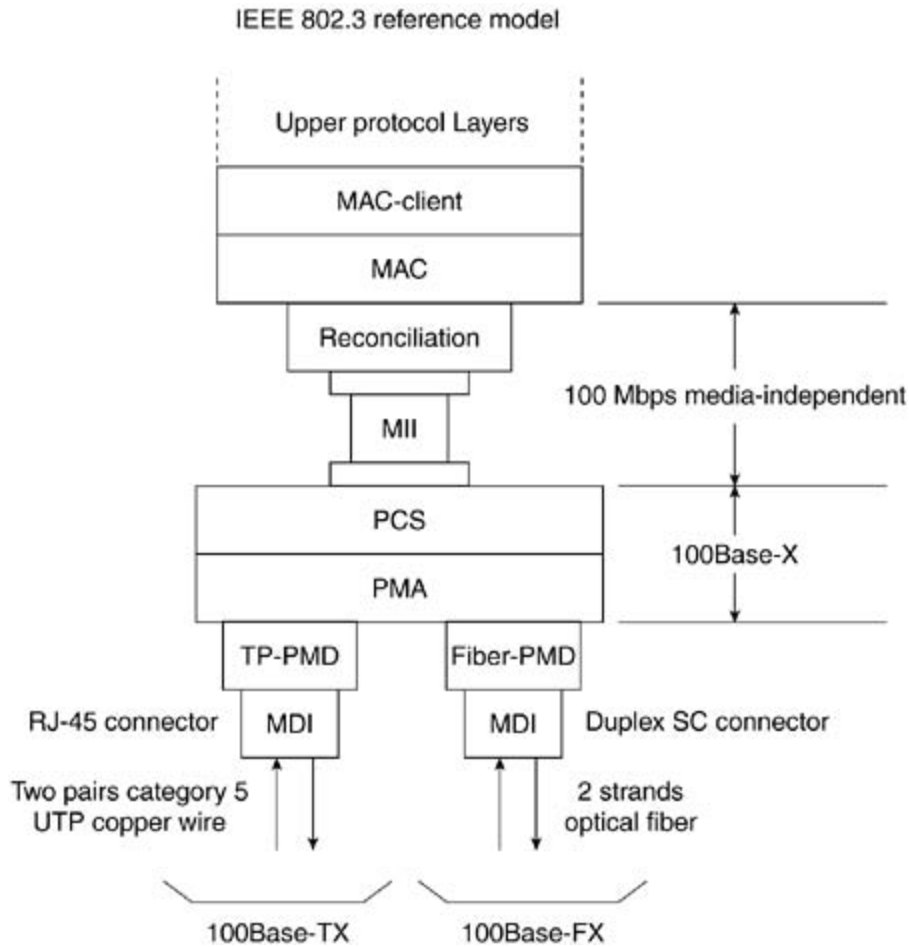 IEEE 802.3 reference model
Upper protocol Layers
MAC-client
MAC
Reconciliation
100 Mbps media-independent
MII
PCS
100Base-X
PMA
TP-PMD
Fiber-PMD
RJ-45 connector
MDI
MDI
Duplex SC connector
Two pairs category 5
UTP copper wire
2 strands
optical fiber
100Base-TX
100Base-FX